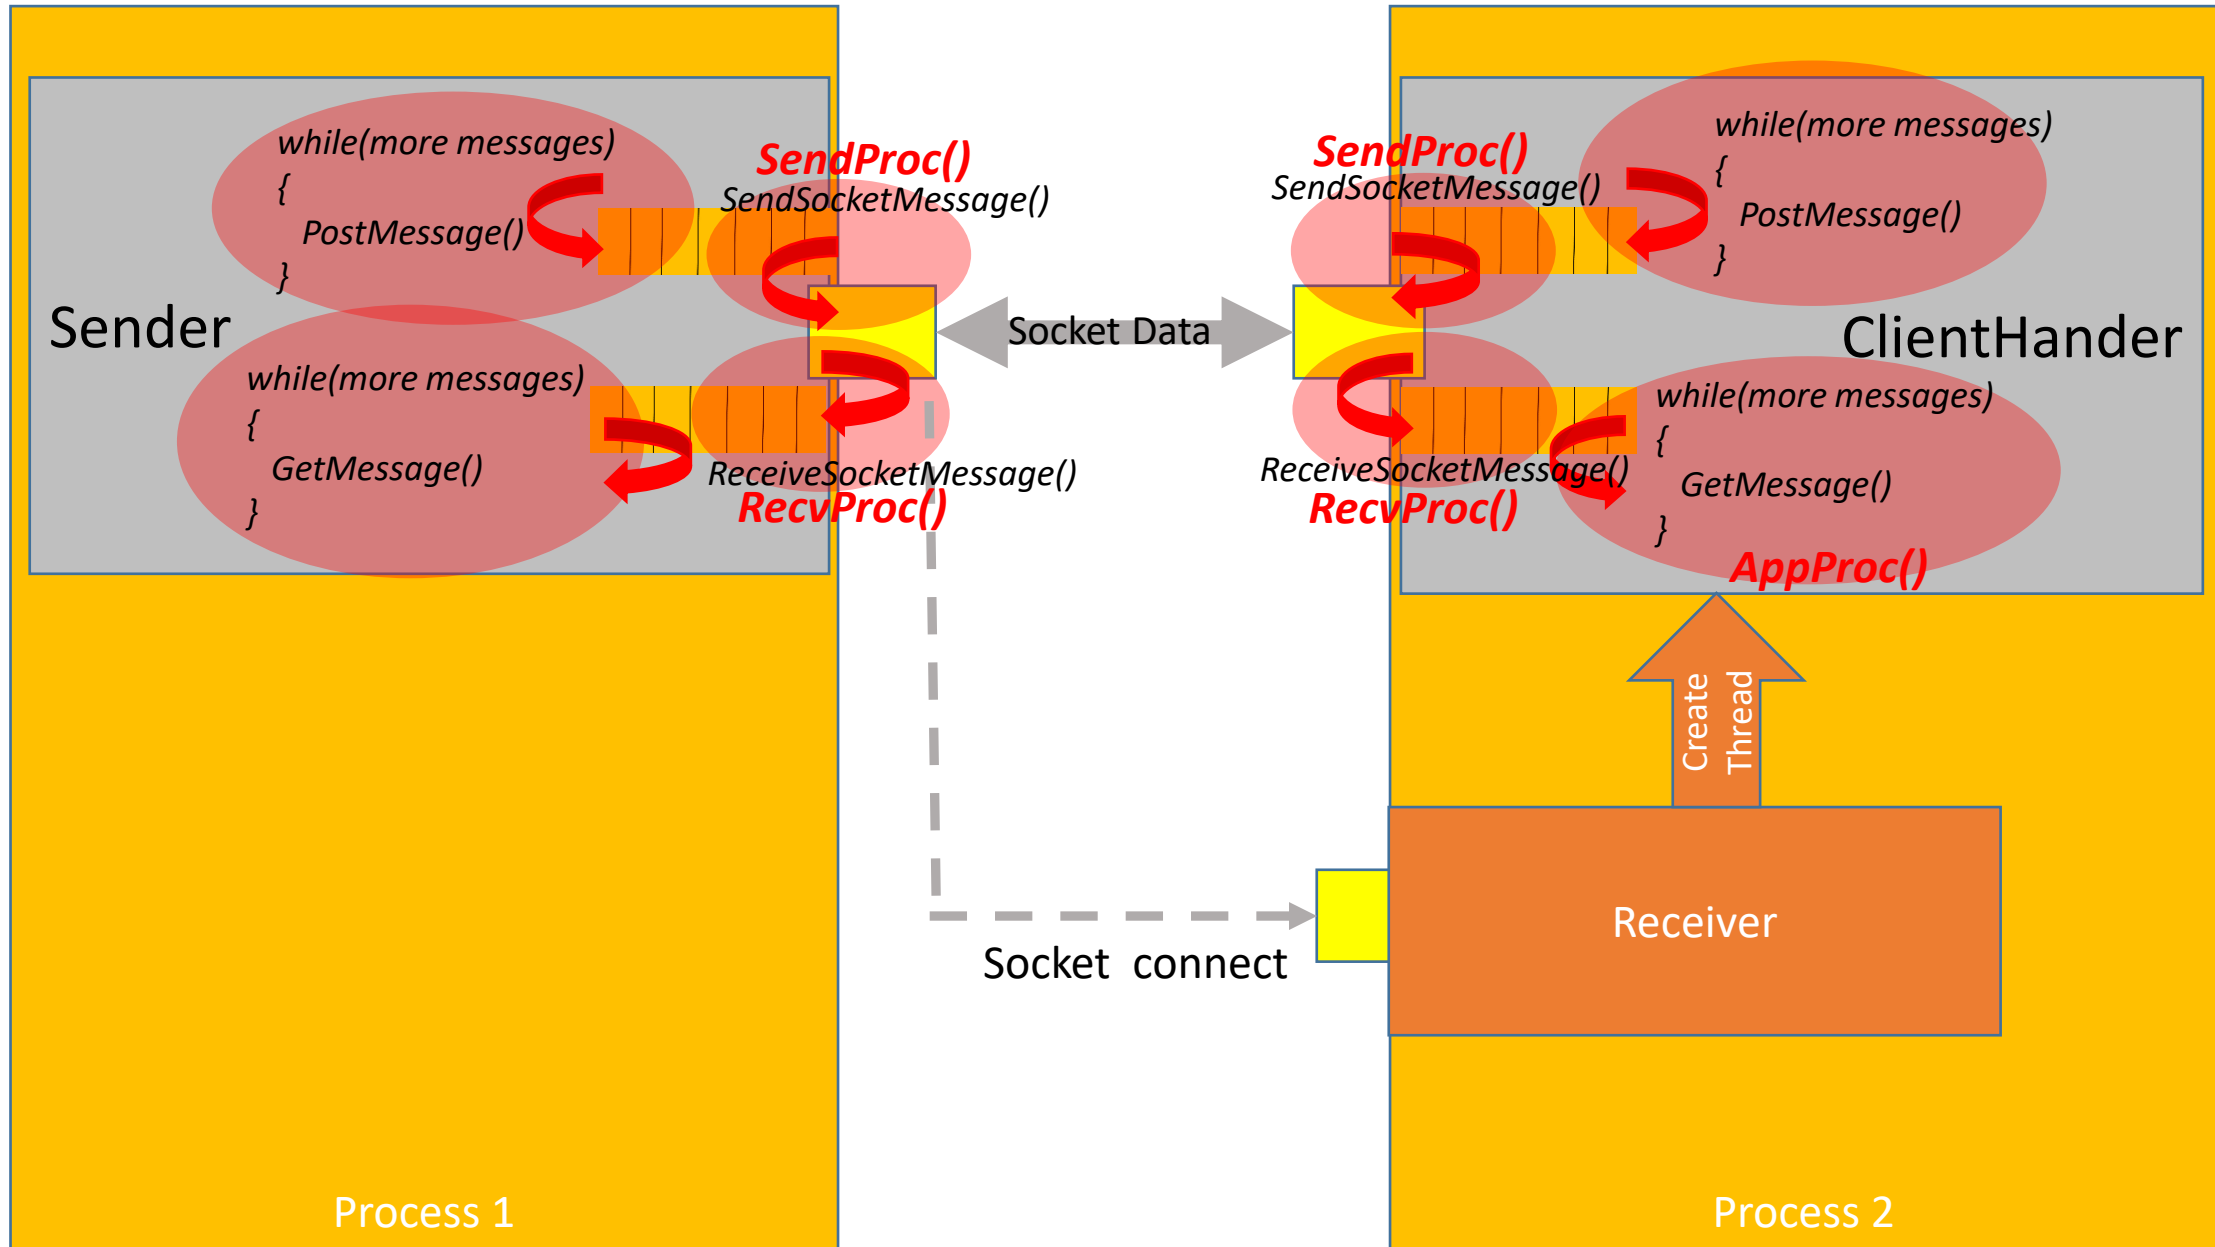 while(more messages)
{
PostMessage()
}
Sender
while(more messages)
{
GetMessage()
}
SendProc()
SendSocketMessage()
ReceiveSocketMessage()
RecvProc()
Socket Data
SendProc()
SendSocketMessage()
ReceiveSocketMessage()
RecvProc()
while(more messages)
{
PostMessage()
}
ClientHander
while(more messages)
{
GetMessage()
}
AppProc()
Create
Thread
Receiver
Socket connect
Process 1
Process 2